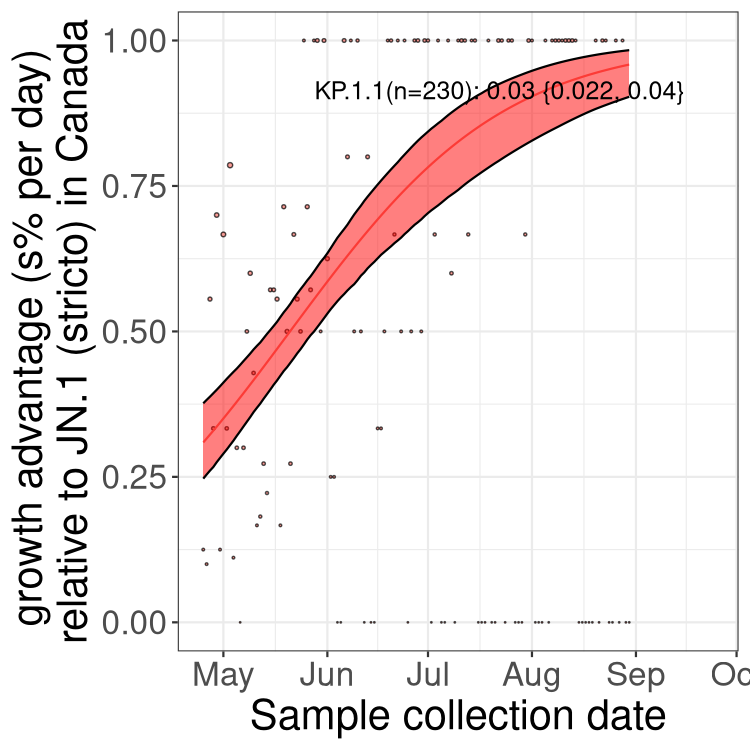 growth advantage (s% per day)
relative to JN.1 (stricto) in Canada
1.00
0.75
0.50
0.25
0.00
KP.1.1(n=230): 0.03 {0.022, 0.04}
May Jun Jul Aug Sep Oc
Sample collection date